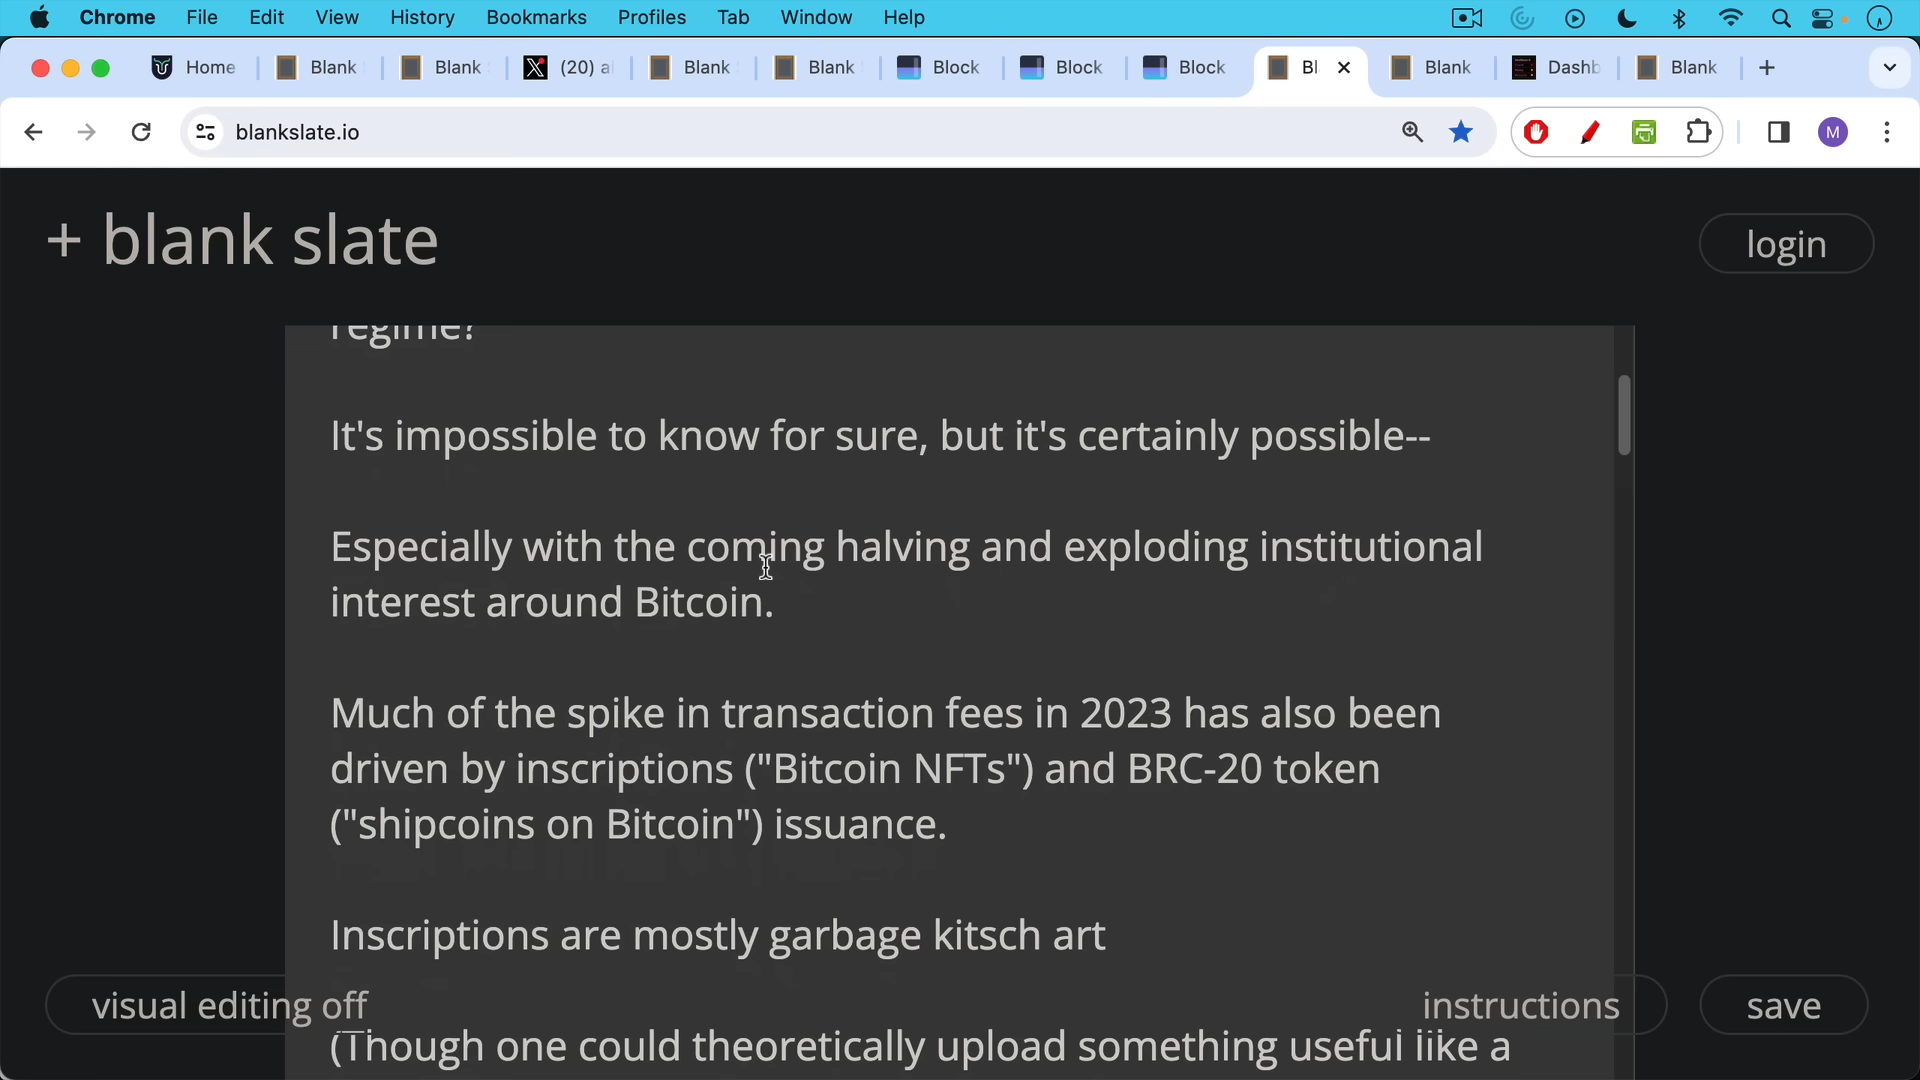 Chrome File Edit View History Bookmarks Profiles Tab Window Help
Home Blank Blank (20) Blank Blank Block Block Block Bl Blank Dashb Blank
blankslate.io
M
+ blank slate
login
regime?
It's impossible to know for sure, but it's certainly possible--
Especially with the coming halving and exploding institutional
interest around Bitcoin.
Much of the spike in transaction fees in 2023 has also been
driven by inscriptions ("Bitcoin NFTs") and BRC-20 token
("shipcoins on Bitcoin") issuance.
Inscriptions are mostly garbage kitsch art
visual editing off
instructions
save
(Though one could theoretically upload something useful like a